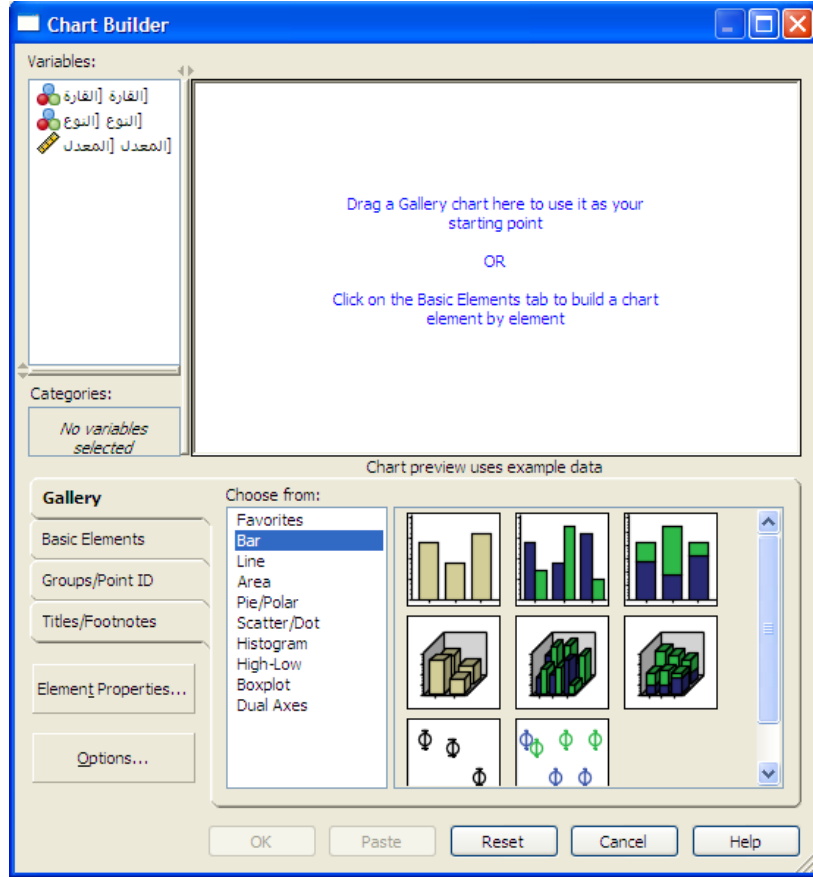 Chart Builder
Variables:
القارة [القارة]
النوع [النوع]
المعدل [المعدل]
Drag a Gallery chart here to use it as your
starting point
OR
Click on the Basic Elements tab to build a chart
element by element
Categories:
No variables
selected
Chart preview uses example data
Gallery
Basic Elements
Groups/Point ID
Titles/Footnotes
Element Properties...
Options...
Choose from:
Favorites
Bar
Line
Area
Pie/Polar
Scatter/Dot
Histogram
High-Low
Boxplot
Dual Axes
OK
Paste
Reset
Cancel
Help